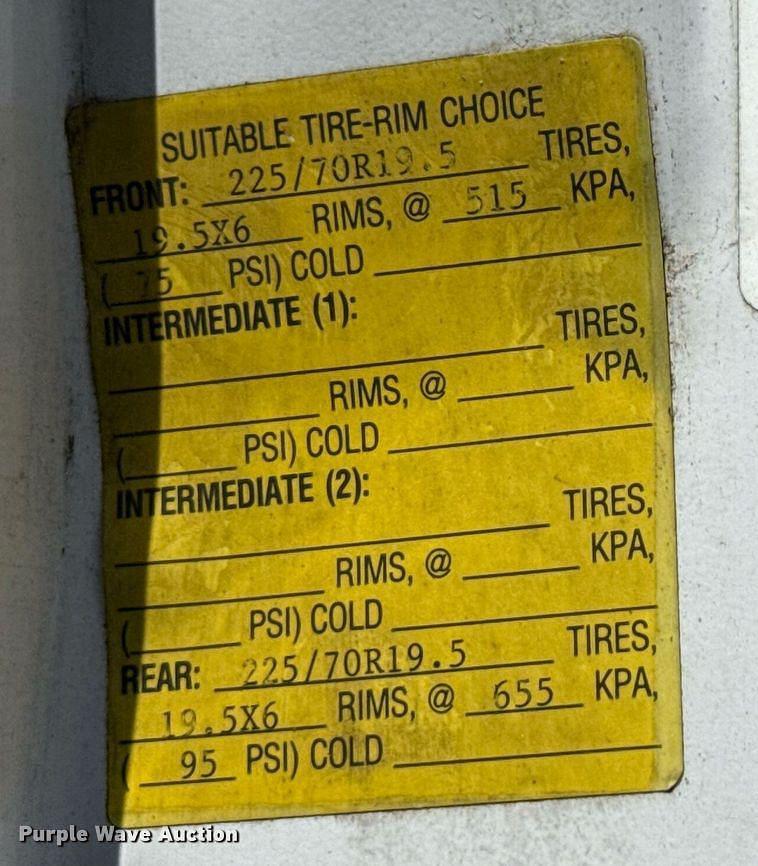 SUITABLE TIRE-RIM CHOICE
FRONT: 225/70R19.5 TIRES,
19.5X6 RIMS, @ 515 KPA,
( 75 PSI) COLD
INTERMEDIATE (1):
TIRES,
RIMS, @ KPA,
( PSI) COLD
INTERMEDIATE (2):
TIRES,
RIMS, @ KPA,
( PSI) COLD
REAR: 225/70R19.5 TIRES,
19.5X6 RIMS, @ 655 KPA,
( 95 PSI) COLD
Purple Wave Auction